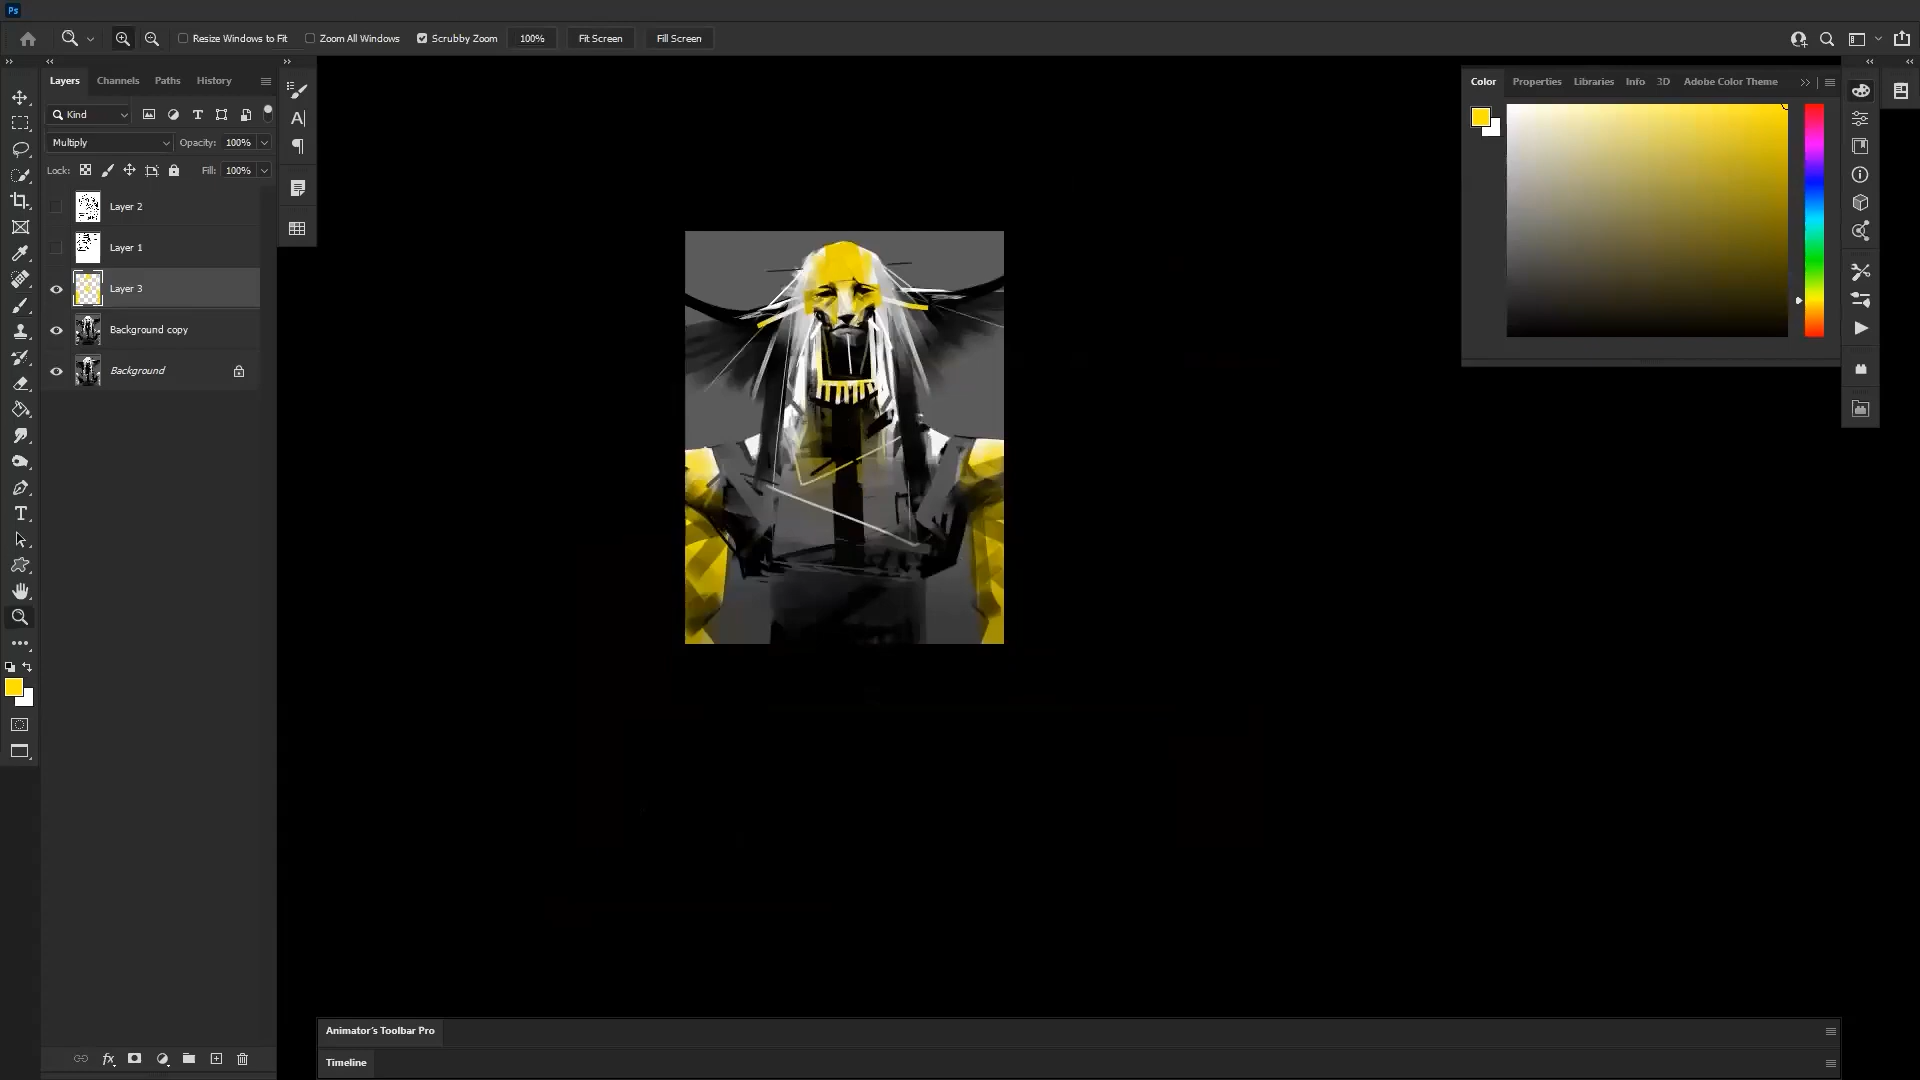 Ps
Resize Windows to Fit
Zoom All Windows
Scrubby Zoom
100%
Fit Screen
Fill Screen
Layers
Channels
Paths
History
Kind
Multiply
Opacity: 100%
Lock:
Fill: 100%
Layer 2
Layer 1
Layer 3
Background copy
Background
fx
Color
Properties
Libraries
Info
3D
Adobe Color Theme
Animator's Toolbar Pro
Timeline